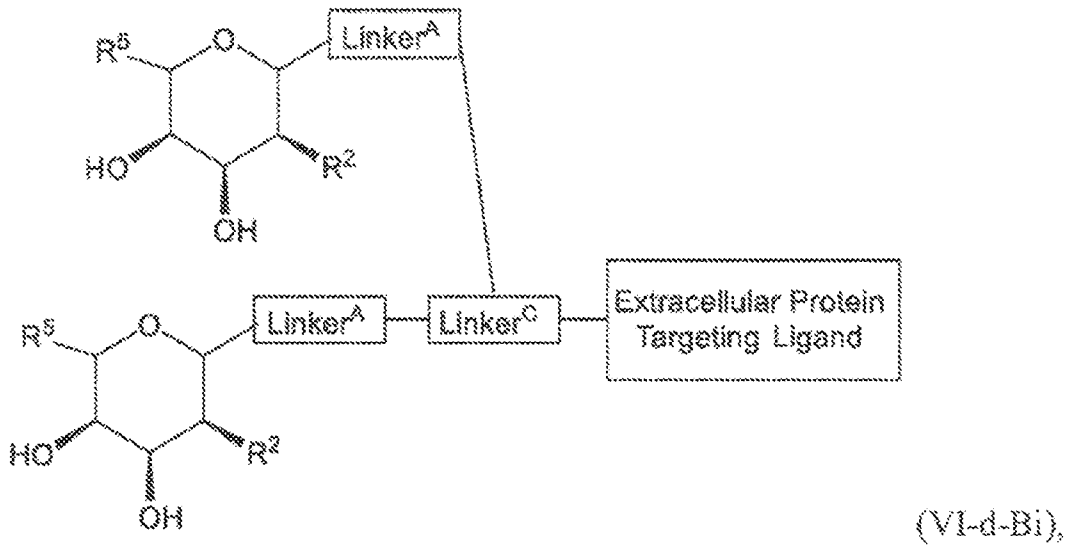 R⁵ O Linkerᴬ
HO R²
OH
R⁵ O Linkerᴬ Linkerᶜ Extracellular Protein
Targeting Ligand
HO R²
OH
(VI-d-Bi),